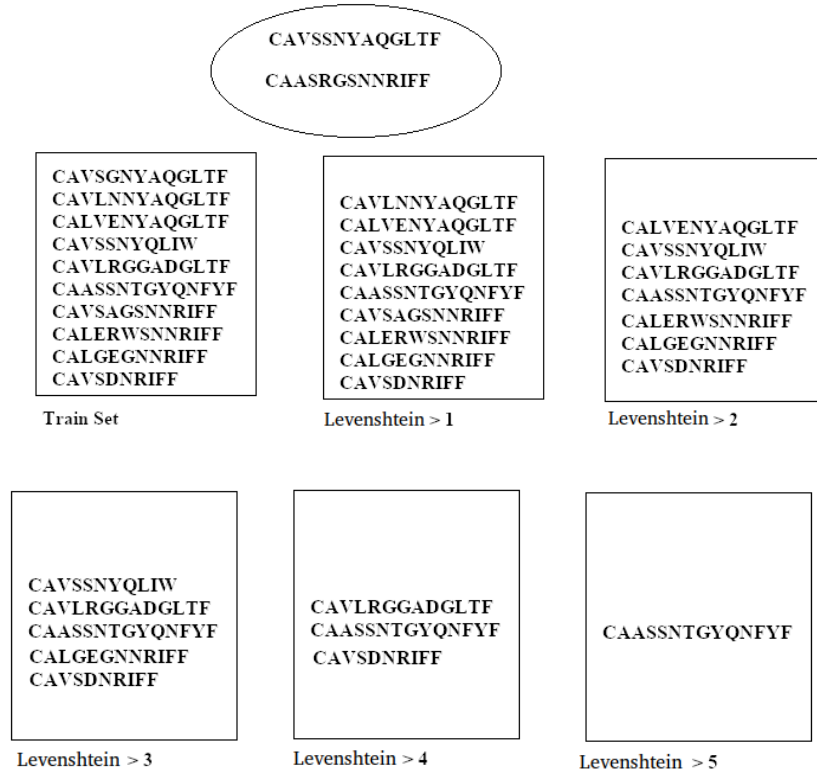 CAVSSNYAQGLTF
CAASRGSNNRIFF
CAVSGNYAQGLTF
CAVLNNYAQGLTF
CALVENYAQGLTF
CAVSSNYQLIW
CAVLRGGADGLTF
CAASSNTGYQNFYF
CAVSAGSNNRIFF
CALERWSNNRIFF
CALGEGNNRIFF
CAVSDNRIFF
Train Set
CAVLNNYAQGLTF
CALVENYAQGLTF
CAVSSNYQLIW
CAVLRGGADGLTF
CAASSNTGYQNFYF
CAVSAGSNNRIFF
CALERWSNNRIFF
CALGEGNNRIFF
CAVSDNRIFF
Levenshtein > 1
CALVENYAQGLTF
CAVSSNYQLIW
CAVLRGGADGLTF
CAASSNTGYQNFYF
CALERWSNNRIFF
CALGEGNNRIFF
CAVSDNRIFF
Levenshtein > 2
CAVSSNYQLIW
CAVLRGGADGLTF
CAASSNTGYQNFYF
CALGEGNNRIFF
CAVSDNRIFF
Levenshtein > 3
CAVLRGGADGLTF
CAASSNTGYQNFYF
CAVSDNRIFF
Levenshtein > 4
CAASSNTGYQNFYF
Levenshtein > 5